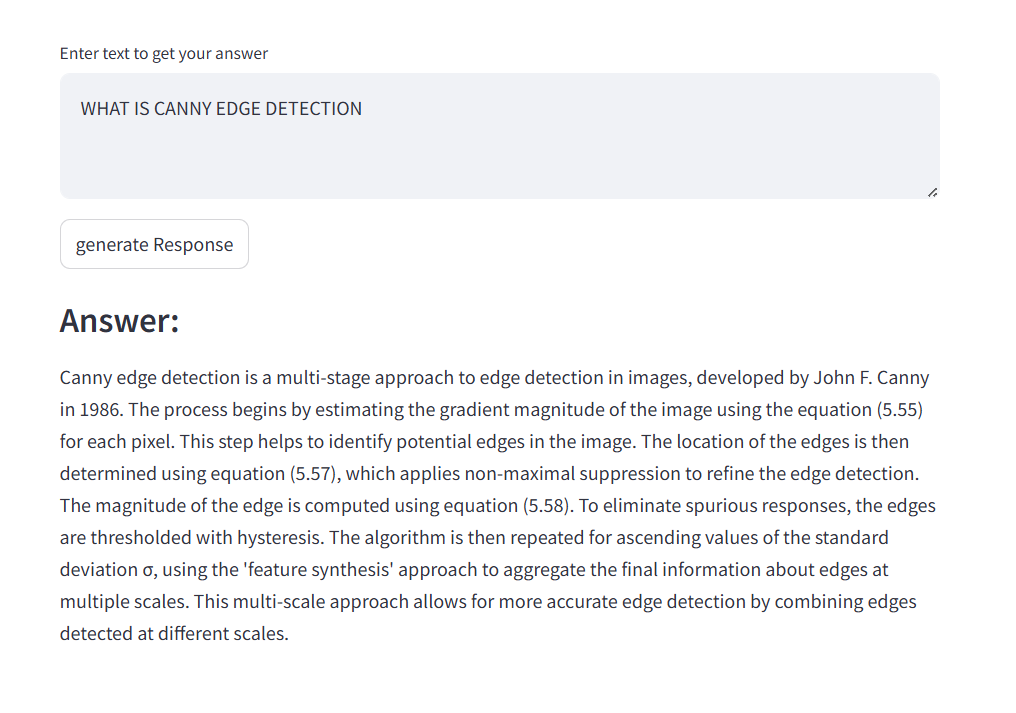 Enter text to get your answer
WHAT IS CANNY EDGE DETECTION
generate Response
Answer:
Canny edge detection is a multi-stage approach to edge detection in images, developed by John F. Canny
in 1986. The process begins by estimating the gradient magnitude of the image using the equation (5.55)
for each pixel. This step helps to identify potential edges in the image. The location of the edges is then
determined using equation (5.57), which applies non-maximal suppression to refine the edge detection.
The magnitude of the edge is computed using equation (5.58). To eliminate spurious responses, the edges
are thresholded with hysteresis. The algorithm is then repeated for ascending values of the standard
deviation σ, using the 'feature synthesis' approach to aggregate the final information about edges at
multiple scales. This multi-scale approach allows for more accurate edge detection by combining edges
detected at different scales.